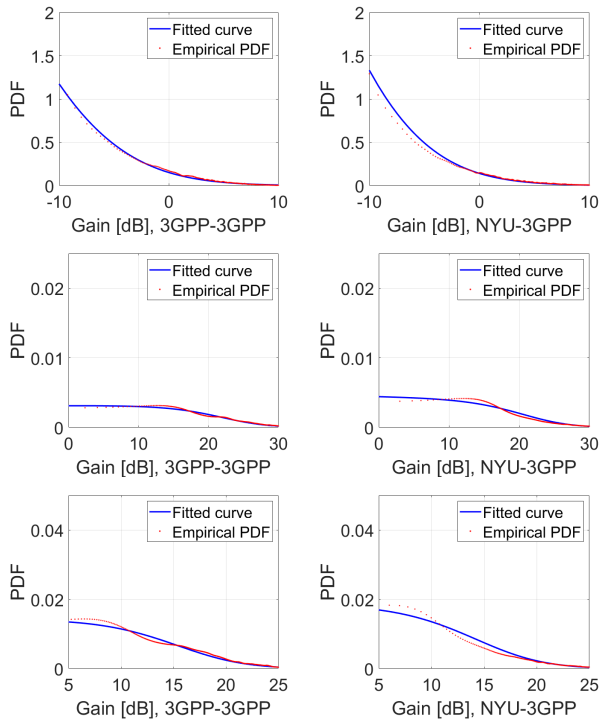 2
1.5
1
0.5
0
PDF
Fitted curve
Empirical PDF
-10 0 10
Gain [dB], 3GPP-3GPP
2
1.5
1
0.5
0
PDF
Fitted curve
Empirical PDF
-10 0 10
Gain [dB], NYU-3GPP
0.02
0.01
0
PDF
Fitted curve
Empirical PDF
0 10 20 30
Gain [dB], 3GPP-3GPP
0.02
0.01
0
PDF
Fitted curve
Empirical PDF
0 10 20 30
Gain [dB], NYU-3GPP
0.04
0.02
0
PDF
Fitted curve
Empirical PDF
5 10 15 20 25
Gain [dB], 3GPP-3GPP
0.04
0.02
0
PDF
Fitted curve
Empirical PDF
5 10 15 20 25
Gain [dB], NYU-3GPP